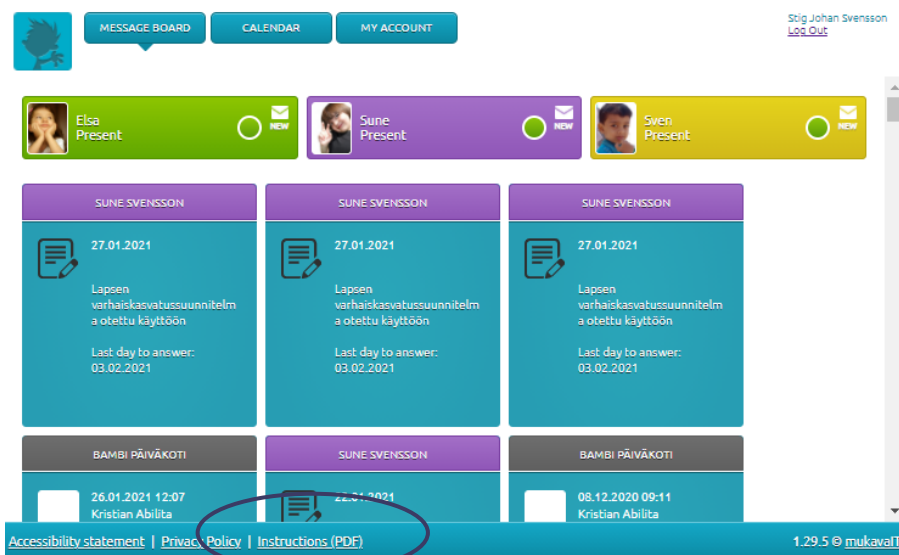 MESSAGE BOARD CALENDAR MY ACCOUNT
Stig Johan Svensson
Log Out
Elsa
Present
NEW
Sune
Present
NEW
Sven
Present
NEW
SUNE SVENSSON
27.01.2021
Lapsen
varhaiskasvatussuunnitelm
a otettu käyttöön
Last day to answer:
03.02.2021
SUNE SVENSSON
27.01.2021
Lapsen
varhaiskasvatussuunnitelm
a otettu käyttöön
Last day to answer:
03.02.2021
SUNE SVENSSON
27.01.2021
Lapsen
varhaiskasvatussuunnitelm
a otettu käyttöön
Last day to answer:
03.02.2021
BAMBI PÄIVÄKOTI
26.01.2021 12:07
Kristian Abilita
SUNE SVENSSON
22.01.2021
BAMBI PÄIVÄKOTI
08.12.2020 09:11
Kristian Abilita
Accessibility statement | Privacy Policy | Instructions (PDF)
1.29.5 © mukavaIT